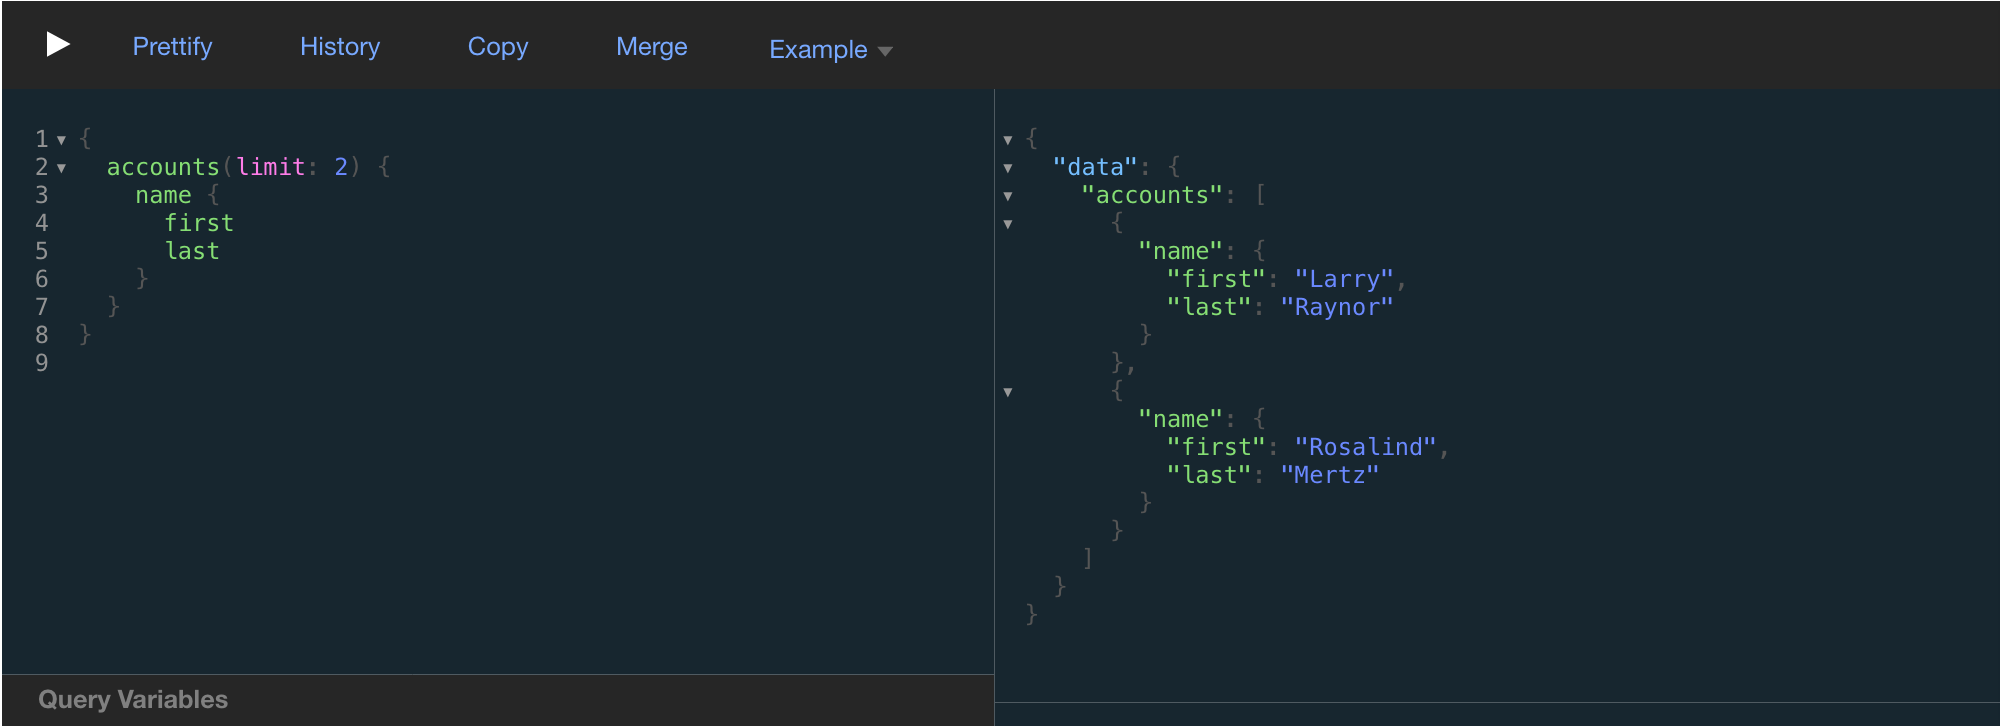 Prettify History Copy Merge Example
1 {
2   accounts(limit: 2) {
3     name {
4       first
5       last
6     }
7   }
8 }
9
Query Variables
{
  "data": {
    "accounts": [
      {
        "name": {
          "first": "Larry",
          "last": "Raynor"
        }
      },
      {
        "name": {
          "first": "Rosalind",
          "last": "Mertz"
        }
      }
    ]
  }
}